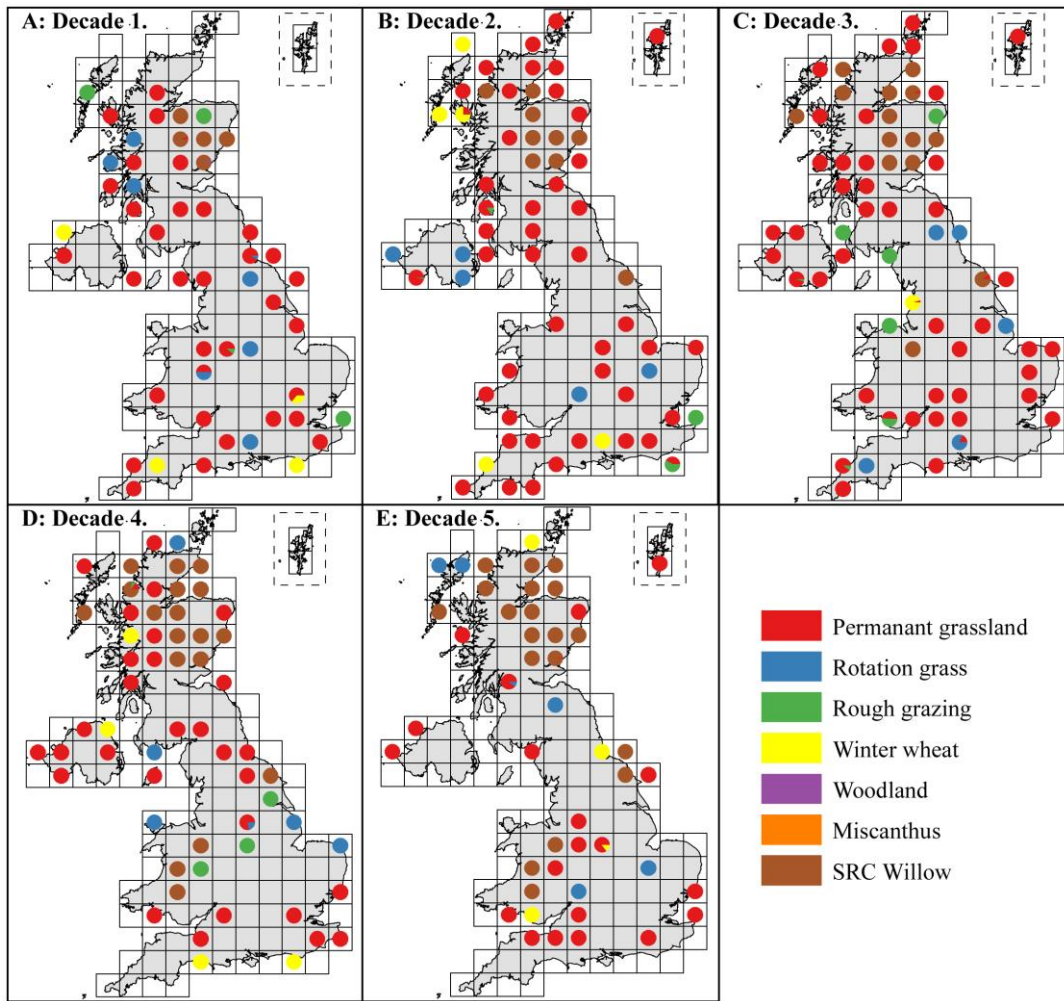 A: Decade 1.
B: Decade 2.
C: Decade 3.
D: Decade 4.
E: Decade 5.
Permanant grassland
Rotation grass
Rough grazing
Winter wheat
Woodland
Miscanthus
SRC Willow